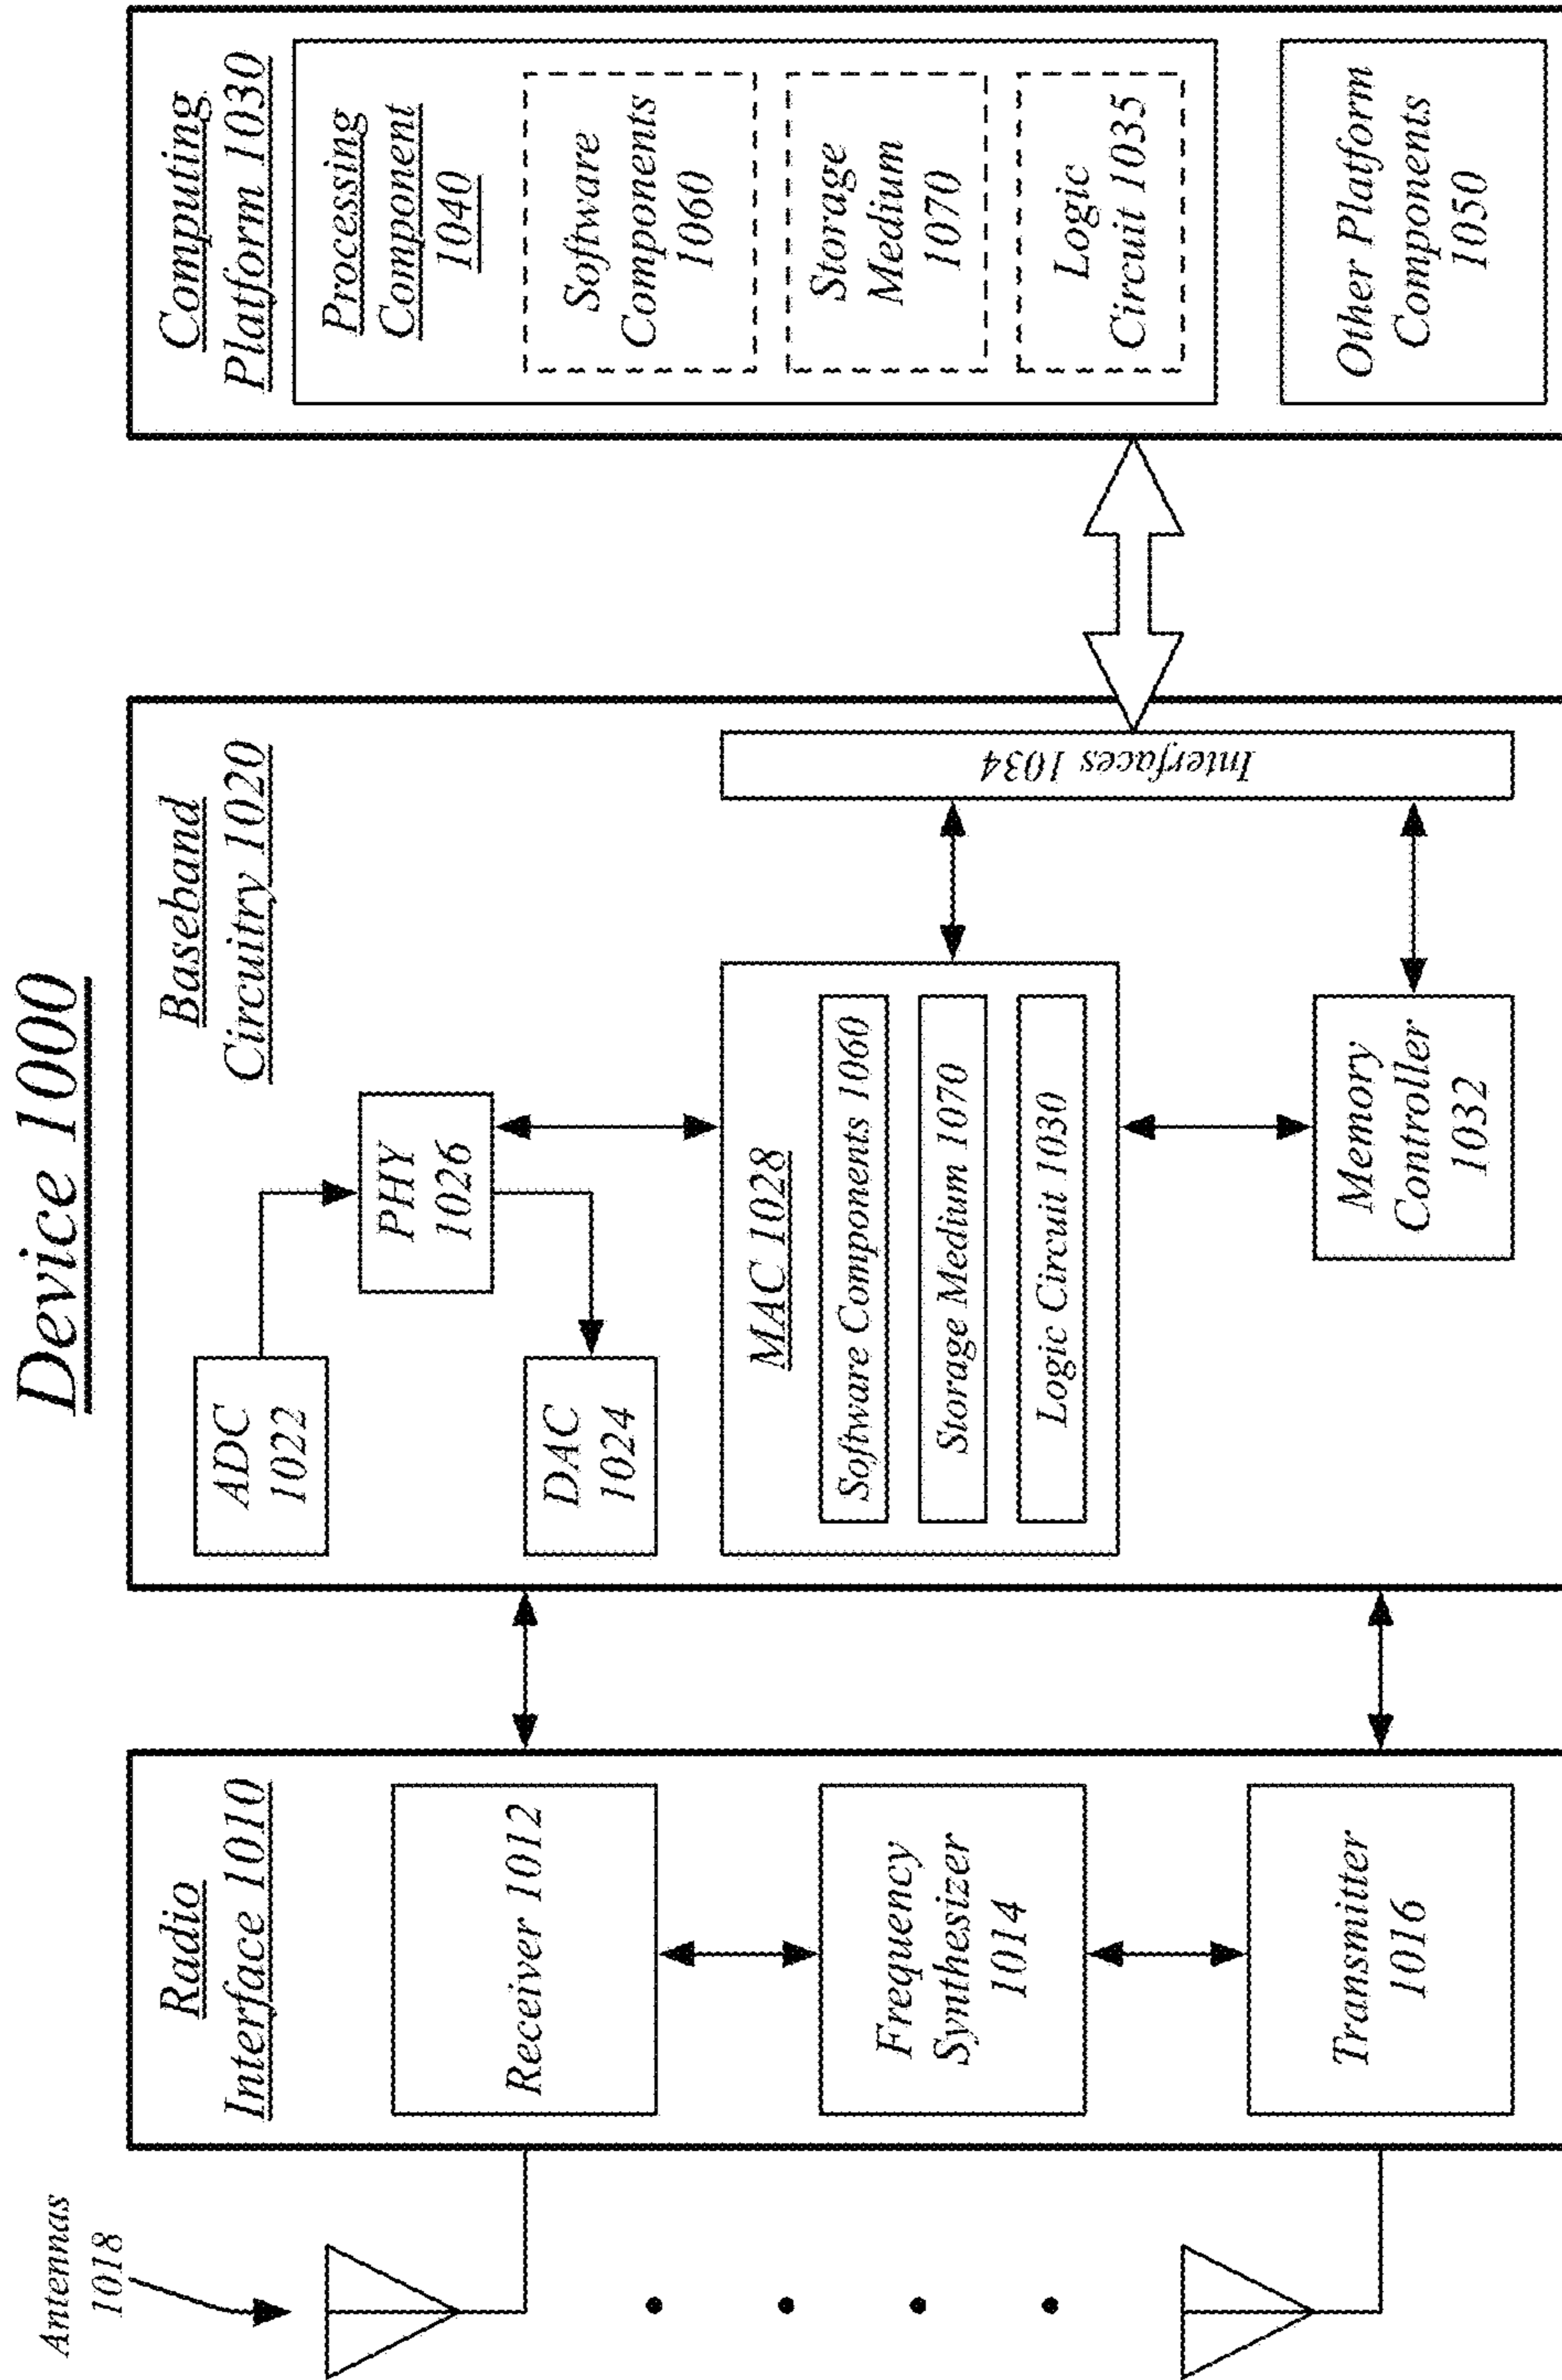 Device 1000
Antennas
1018
Radio
Interface 1010
Receiver 1012
Frequency
Synthesizer
1014
Transmitter
1016
Baseband
Circuitry 1020
ADC
1022
PHY
1026
DAC
1024
MAC 1028
Software Components 1060
Storage Medium 1070
Logic Circuit 1030
Memory
Controller
1032
Interfaces 1034
Computing
Platform 1030
Processing
Component
1040
Software
Components
1060
Storage
Medium
1070
Logic
Circuit 1035
Other Platform
Components
1050